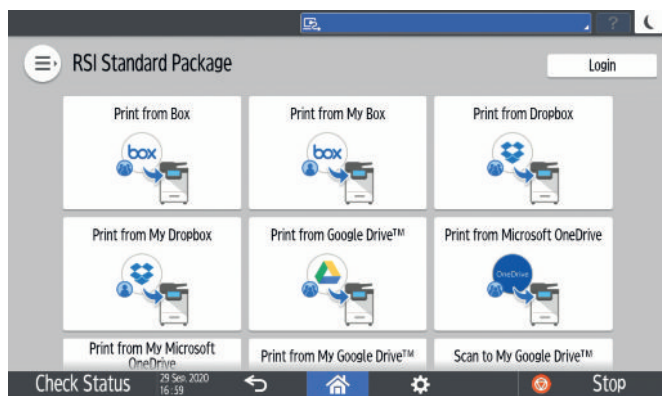 ?
RSI Standard Package
Login
Print from Box
Print from My Box
Print from Dropbox
box
box
Print from My Dropbox
Print from Google Drive™
Print from Microsoft OneDrive
OneDrive
Print from My Microsoft
OneDrive
Print from My Google Drive™
Scan to My Google Drive™
Check Status
29 Sep. 2020
16:59
Stop